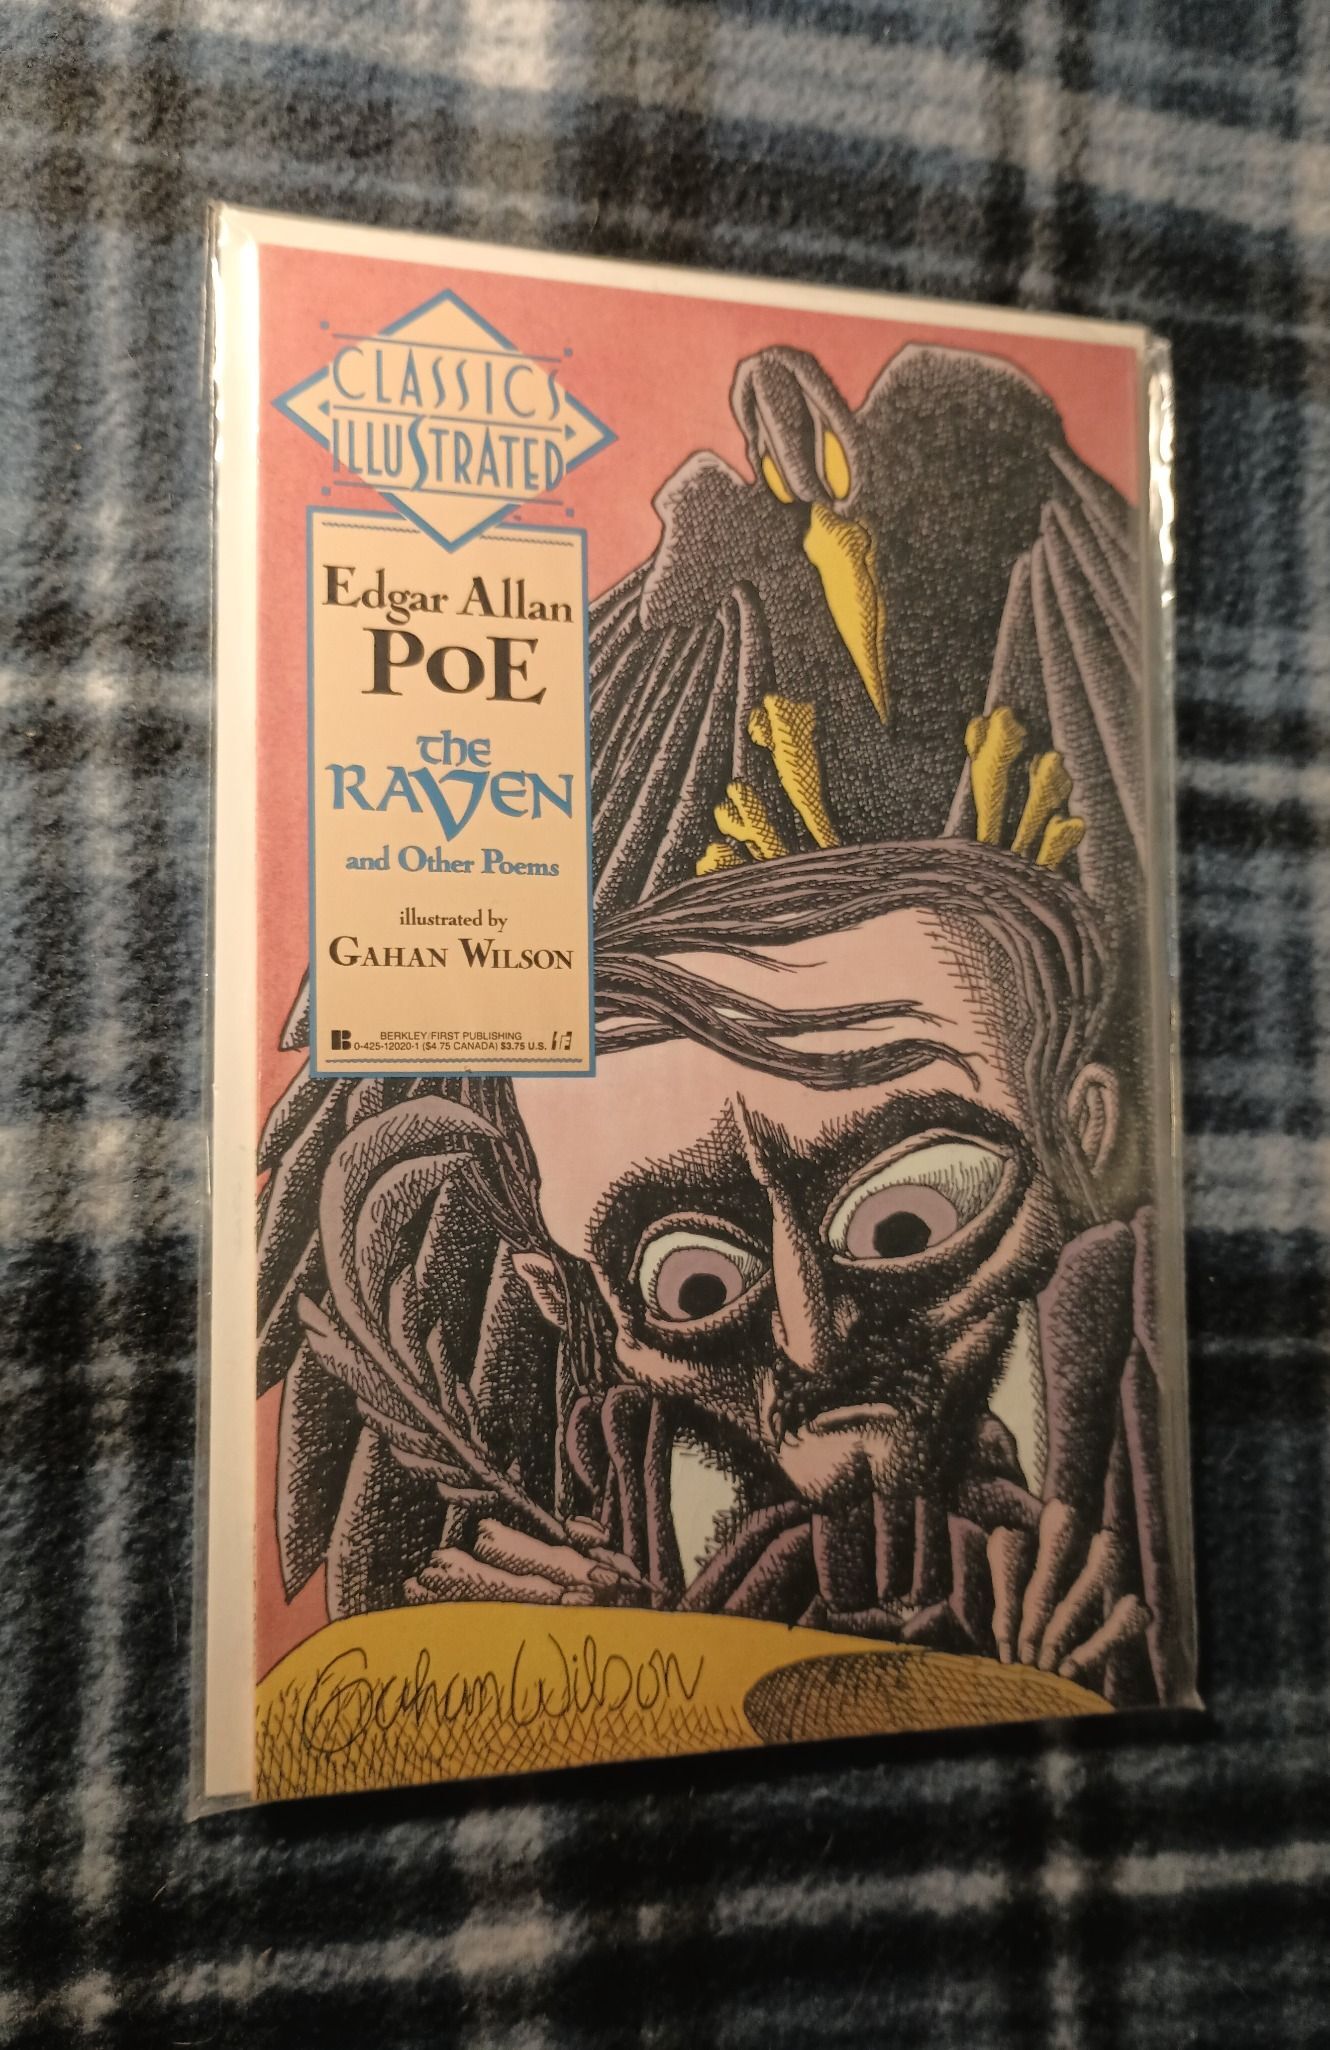 CLASSICS
ILLUSTRATED
Edgar Allan
POE
the
RAVEN
and Other Poems
illustrated by
GAHAN WILSON
BERKLEY/FIRST PUBLISHING
0-425-12020-1 ($4.75 CANADA) $3.75 U.S.
Gahan Wilson